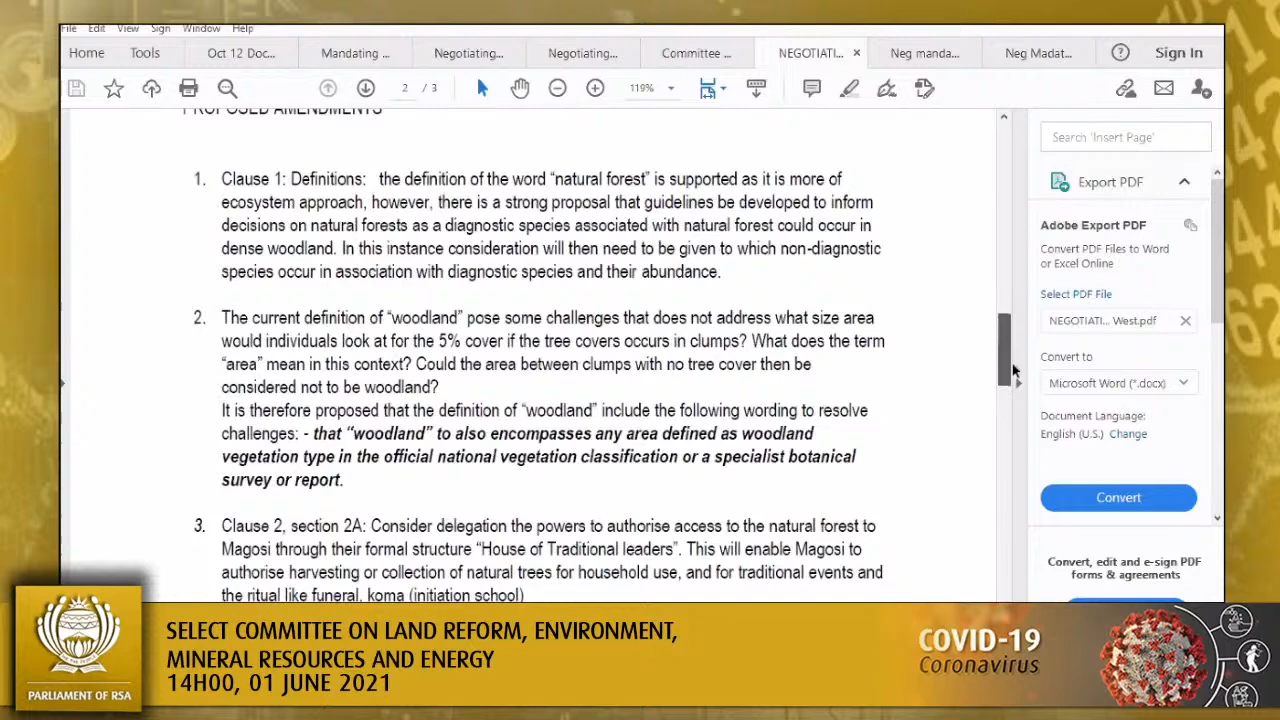 File Edit View Sign Window Help
Home Tools Oct 12 Doc... Mandating ... Negotiating... Negotiating... Committee ... NEGOTIATI... × Neg manda... Neg Madat... Sign In
2 / 3 119%
PROPOSED AMENDMENTS
1. Clause 1: Definitions: the definition of the word “natural forest” is supported as it is more of
ecosystem approach, however, there is a strong proposal that guidelines be developed to inform
decisions on natural forests as a diagnostic species associated with natural forest could occur in
dense woodland. In this instance consideration will then need to be given to which non-diagnostic
species occur in association with diagnostic species and their abundance.
2. The current definition of “woodland” pose some challenges that does not address what size area
would individuals look at for the 5% cover if the tree covers occurs in clumps? What does the term
“area” mean in this context? Could the area between clumps with no tree cover then be
considered not to be woodland?
It is therefore proposed that the definition of “woodland” include the following wording to resolve
challenges: - that “woodland” to also encompasses any area defined as woodland
vegetation type in the official national vegetation classification or a specialist botanical
survey or report.
3. Clause 2, section 2A: Consider delegation the powers to authorise access to the natural forest to
Magosi through their formal structure “House of Traditional leaders”. This will enable Magosi to
authorise harvesting or collection of natural trees for household use, and for traditional events and
the ritual like funeral, koma (initiation school)
Search 'Insert Page'
Export PDF
Adobe Export PDF
Convert PDF Files to Word
or Excel Online
Select PDF File
NEGOTIATI... West.pdf
Convert to
Microsoft Word (*.docx)
Document Language:
English (U.S.) Change
Convert
Convert, edit and e-sign PDF
forms & agreements
PARLIAMENT OF RSA
SELECT COMMITTEE ON LAND REFORM, ENVIRONMENT,
MINERAL RESOURCES AND ENERGY
14H00, 01 JUNE 2021
COVID-19
Coronavirus